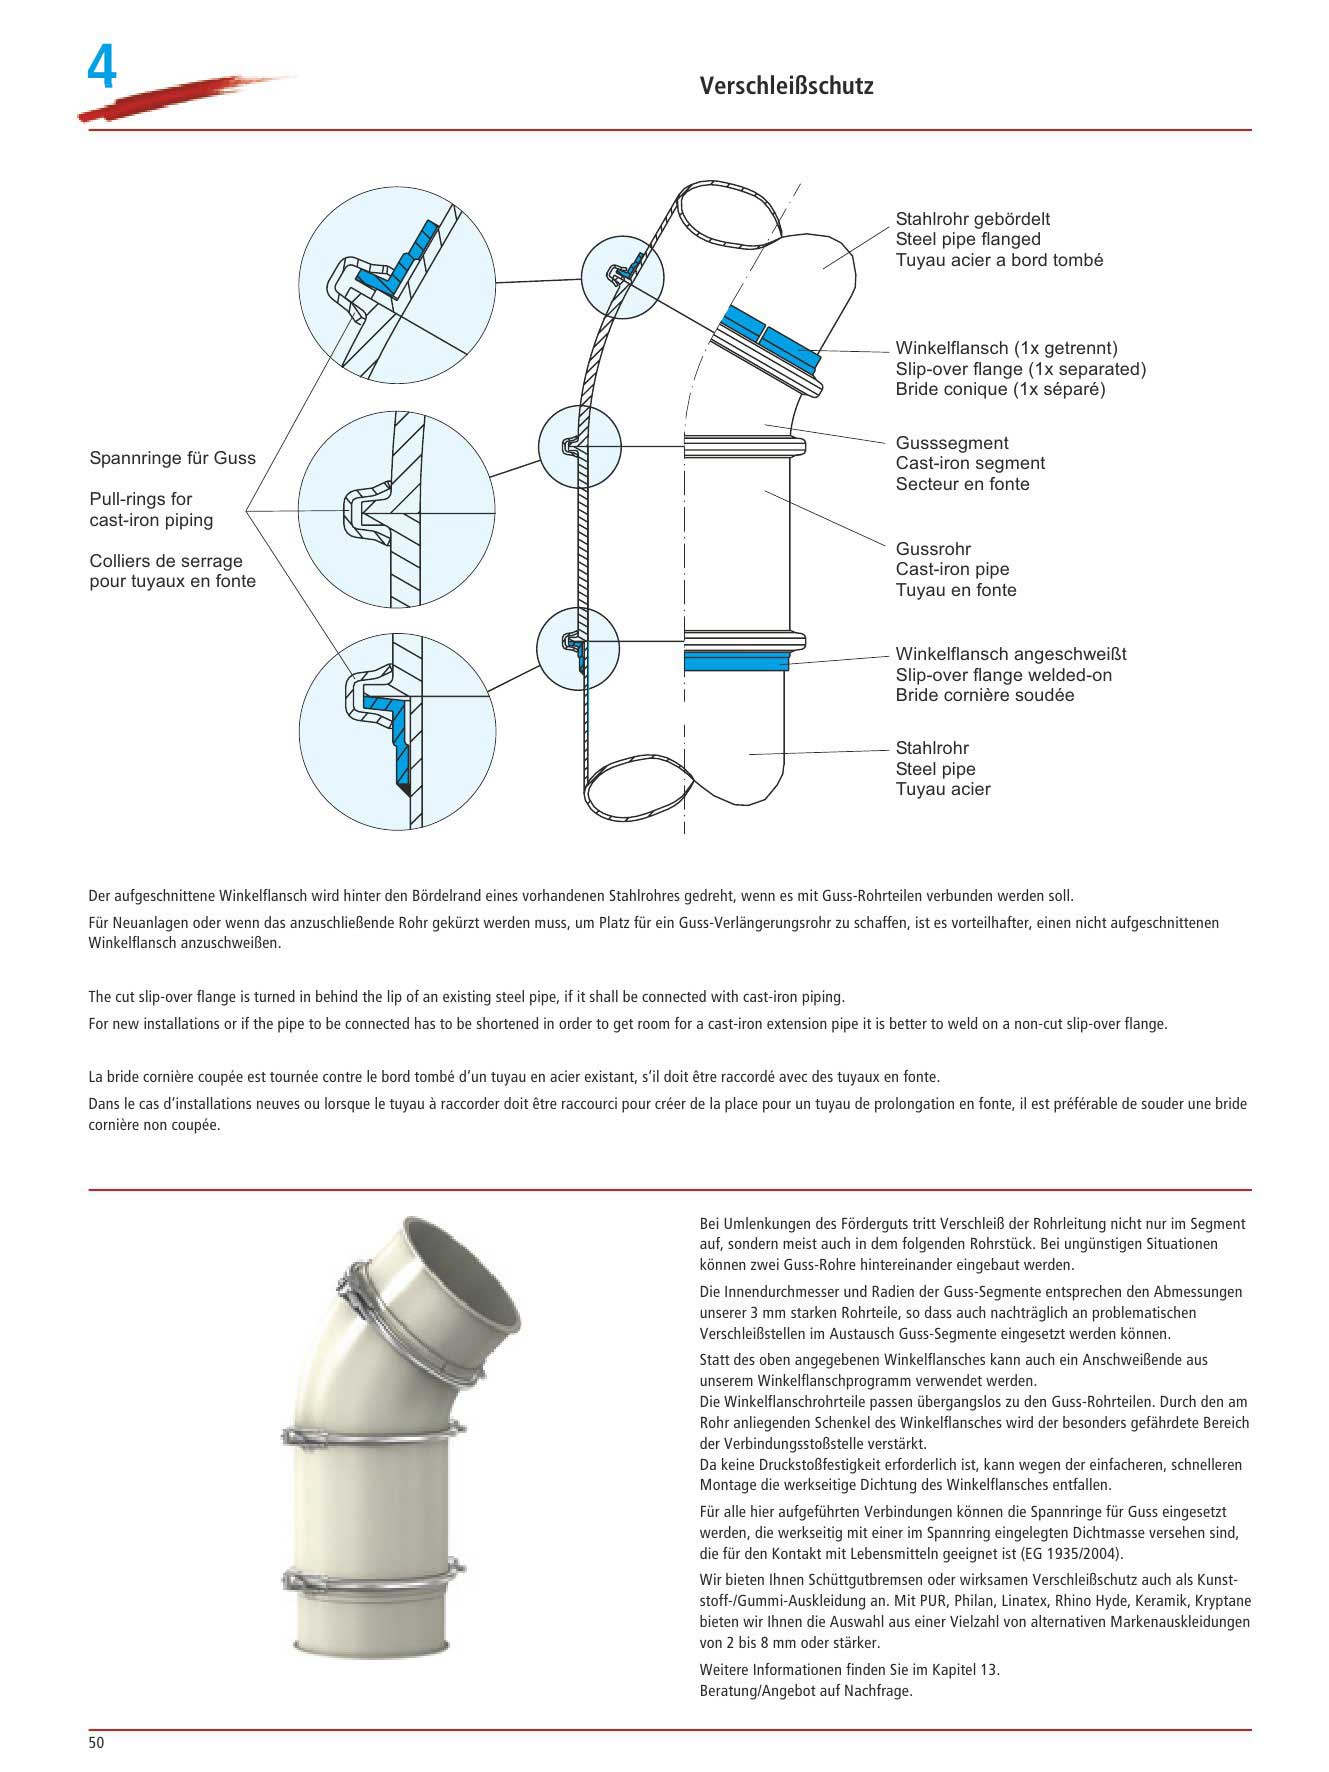 4
Verschleißschutz
Stahlrohr gebördelt
Steel pipe flanged
Tuyau acier a bord tombé
Winkelflansch (1x getrennt)
Slip-over flange (1x separated)
Bride conique (1x séparé)
Gusssegment
Cast-iron segment
Secteur en fonte
Spannringe für Guss
Pull-rings for
cast-iron piping
Colliers de serrage
pour tuyaux en fonte
Gussrohr
Cast-iron pipe
Tuyau en fonte
Winkelflansch angeschweißt
Slip-over flange welded-on
Bride cornière soudée
Stahlrohr
Steel pipe
Tuyau acier
Der aufgeschnittene Winkelflansch wird hinter den Bördelrand eines vorhandenen Stahlrohres gedreht, wenn es mit Guss-Rohrteilen verbunden werden soll.
Für Neuanlagen oder wenn das anzuschließende Rohr gekürzt werden muss, um Platz für ein Guss-Verlängerungsrohr zu schaffen, ist es vorteilhafter, einen nicht aufgeschnittenen
Winkelflansch anzuschweißen.
The cut slip-over flange is turned in behind the lip of an existing steel pipe, if it shall be connected with cast-iron piping.
For new installations or if the pipe to be connected has to be shortened in order to get room for a cast-iron extension pipe it is better to weld on a non-cut slip-over flange.
La bride cornière coupée est tournée contre le bord tombé d’un tuyau en acier existant, s’il doit être raccordé avec des tuyaux en fonte.
Dans le cas d’installations neuves ou lorsque le tuyau à raccorder doit être raccourci pour créer de la place pour un tuyau de prolongation en fonte, il est préférable de souder une bride
cornière non coupée.
Bei Umlenkungen des Förderguts tritt Verschleiß der Rohrleitung nicht nur im Segment
auf, sondern meist auch in dem folgenden Rohrstück. Bei ungünstigen Situationen
können zwei Guss-Rohre hintereinander eingebaut werden.
Die Innendurchmesser und Radien der Guss-Segmente entsprechen den Abmessungen
unserer 3 mm starken Rohrteile, so dass auch nachträglich an problematischen
Verschleißstellen im Austausch Guss-Segmente eingesetzt werden können.
Statt des oben angegebenen Winkelflansches kann auch ein Anschweißende aus
unserem Winkelflanschprogramm verwendet werden.
Die Winkelflanschrohrteile passen übergangslos zu den Guss-Rohrteilen. Durch den am
Rohr anliegenden Schenkel des Winkelflansches wird der besonders gefährdete Bereich
der Verbindungsstoßstelle verstärkt.
Da keine Druckstoßfestigkeit erforderlich ist, kann wegen der einfacheren, schnelleren
Montage die werkseitige Dichtung des Winkelflansches entfallen.
Für alle hier aufgeführten Verbindungen können die Spannringe für Guss eingesetzt
werden, die werkseitig mit einer im Spannring eingelegten Dichtmasse versehen sind,
die für den Kontakt mit Lebensmitteln geeignet ist (EG 1935/2004).
Wir bieten Ihnen Schüttgutbremsen oder wirksamen Verschleißschutz auch als Kunst-
stoff-/Gummi-Auskleidung an. Mit PUR, Philan, Linatex, Rhino Hyde, Keramik, Kryptane
bieten wir Ihnen die Auswahl aus einer Vielzahl von alternativen Markenauskleidungen
von 2 bis 8 mm oder stärker.
Weitere Informationen finden Sie im Kapitel 13.
Beratung/Angebot auf Nachfrage.
50